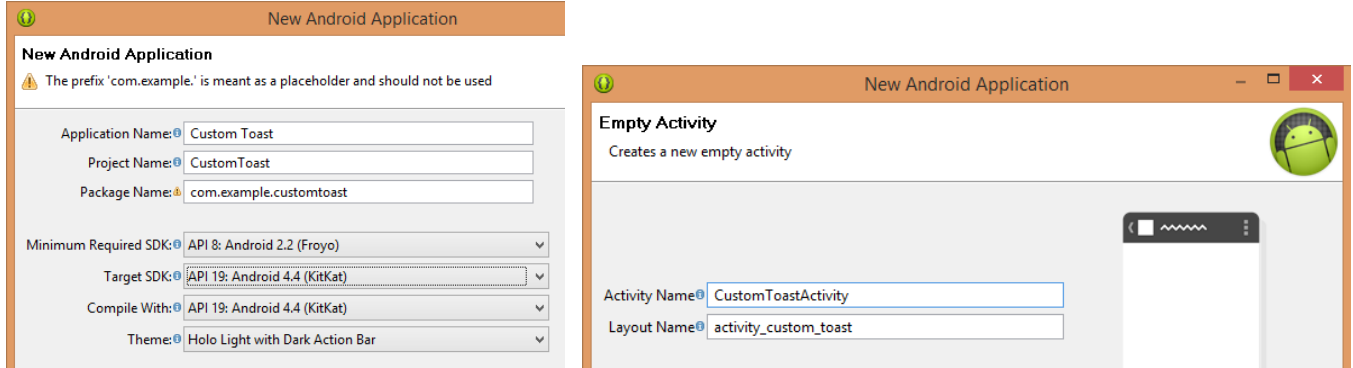 New Android Application
New Android Application
The prefix 'com.example.' is meant as a placeholder and should not be used
Application Name: Custom Toast
Project Name: CustomToast
Package Name: com.example.customtoast
Minimum Required SDK: API 8: Android 2.2 (Froyo)
Target SDK: API 19: Android 4.4 (KitKat)
Compile With: API 19: Android 4.4 (KitKat)
Theme: Holo Light with Dark Action Bar
New Android Application
Empty Activity
Creates a new empty activity
Activity Name CustomToastActivity
Layout Name activity_custom_toast